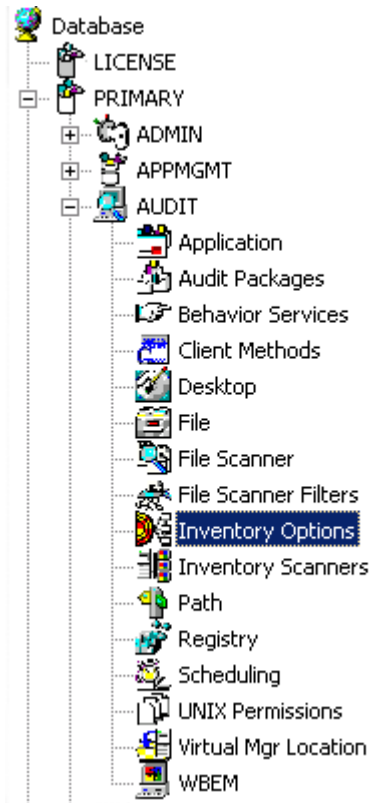 Database
LICENSE
PRIMARY
ADMIN
APPMGMT
AUDIT
Application
Audit Packages
Behavior Services
Client Methods
Desktop
File
File Scanner
File Scanner Filters
Inventory Options
Inventory Scanners
Path
Registry
Scheduling
UNIX Permissions
Virtual Mgr Location
WBEM